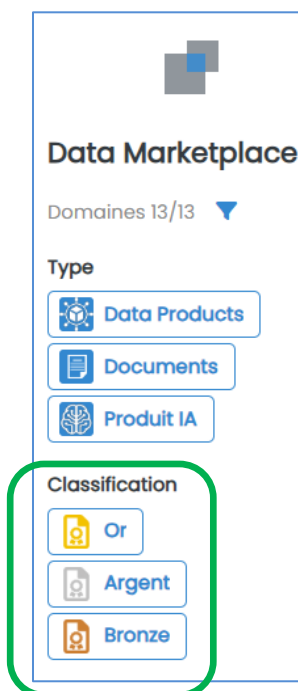 Data Marketplace
Domaines 13/13
Type
Data Products
Documents
Produit IA
Classification
Or
Argent
Bronze